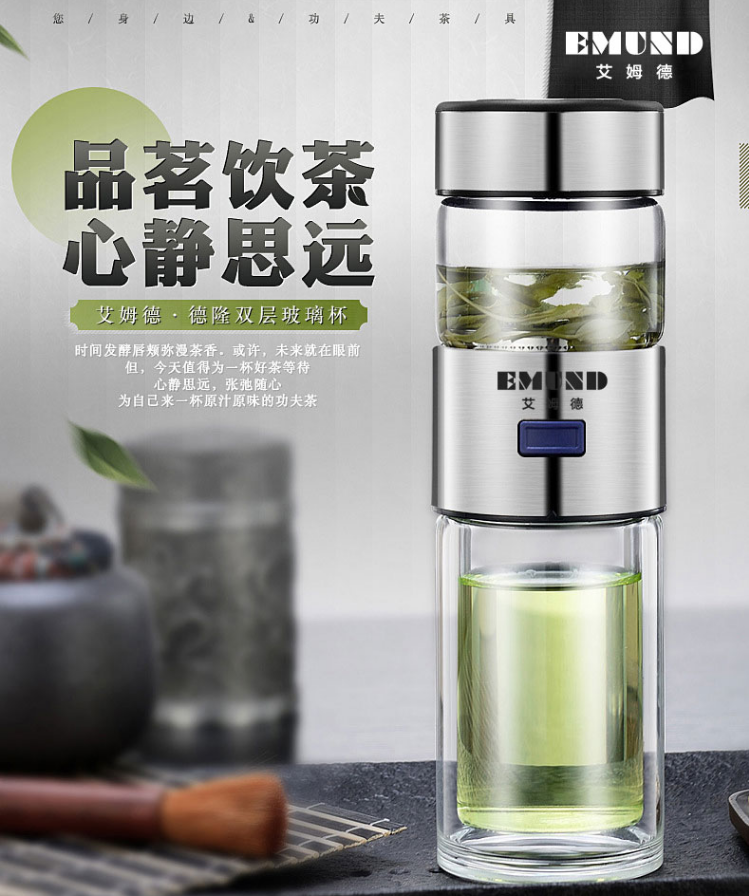 您/身/边/&/功/夫/茶/具
EMUND
艾姆德
品茗饮茶
心静思远
艾姆德·德隆双层玻璃杯
时间发酵唇颊弥漫茶香。或许，未来就在眼前
但，今天值得为一杯好茶等待
心静思远，张弛随心
为自己来一杯原汁原味的功夫茶
EMUND
艾姆德